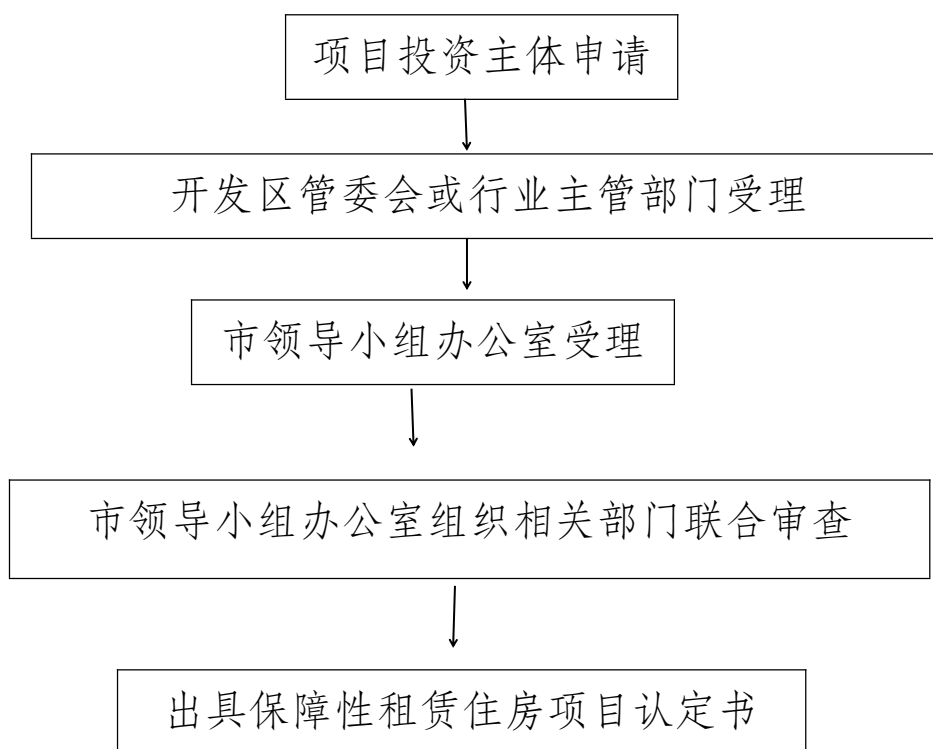 项目投资主体申请
开发区管委会或行业主管部门受理
市领导小组办公室受理
市领导小组办公室组织相关部门联合审查
出具保障性租赁住房项目认定书